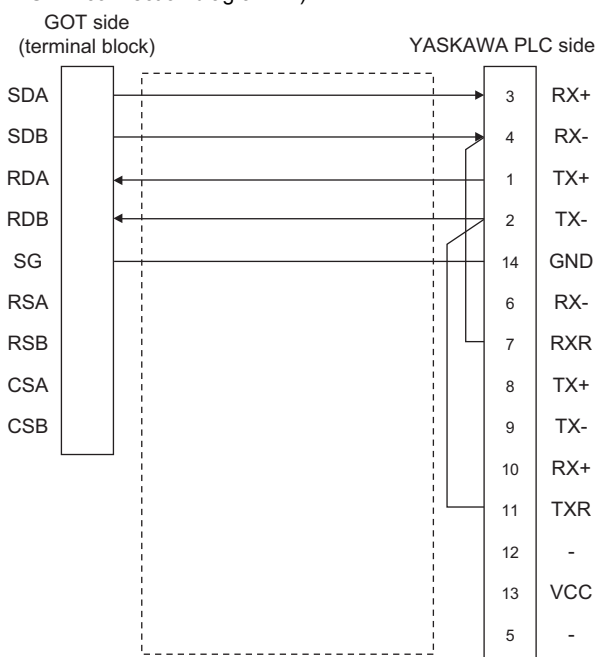 GOT side
(terminal block)
YASKAWA PLC side
SDA 3 RX+
SDB 4 RX-
RDA 1 TX+
RDB 2 TX-
SG 14 GND
RSA 6 RX-
RSB 7 RXR
CSA 8 TX+
CSB 9 TX-
10 RX+
11 TXR
12 -
13 VCC
5 -